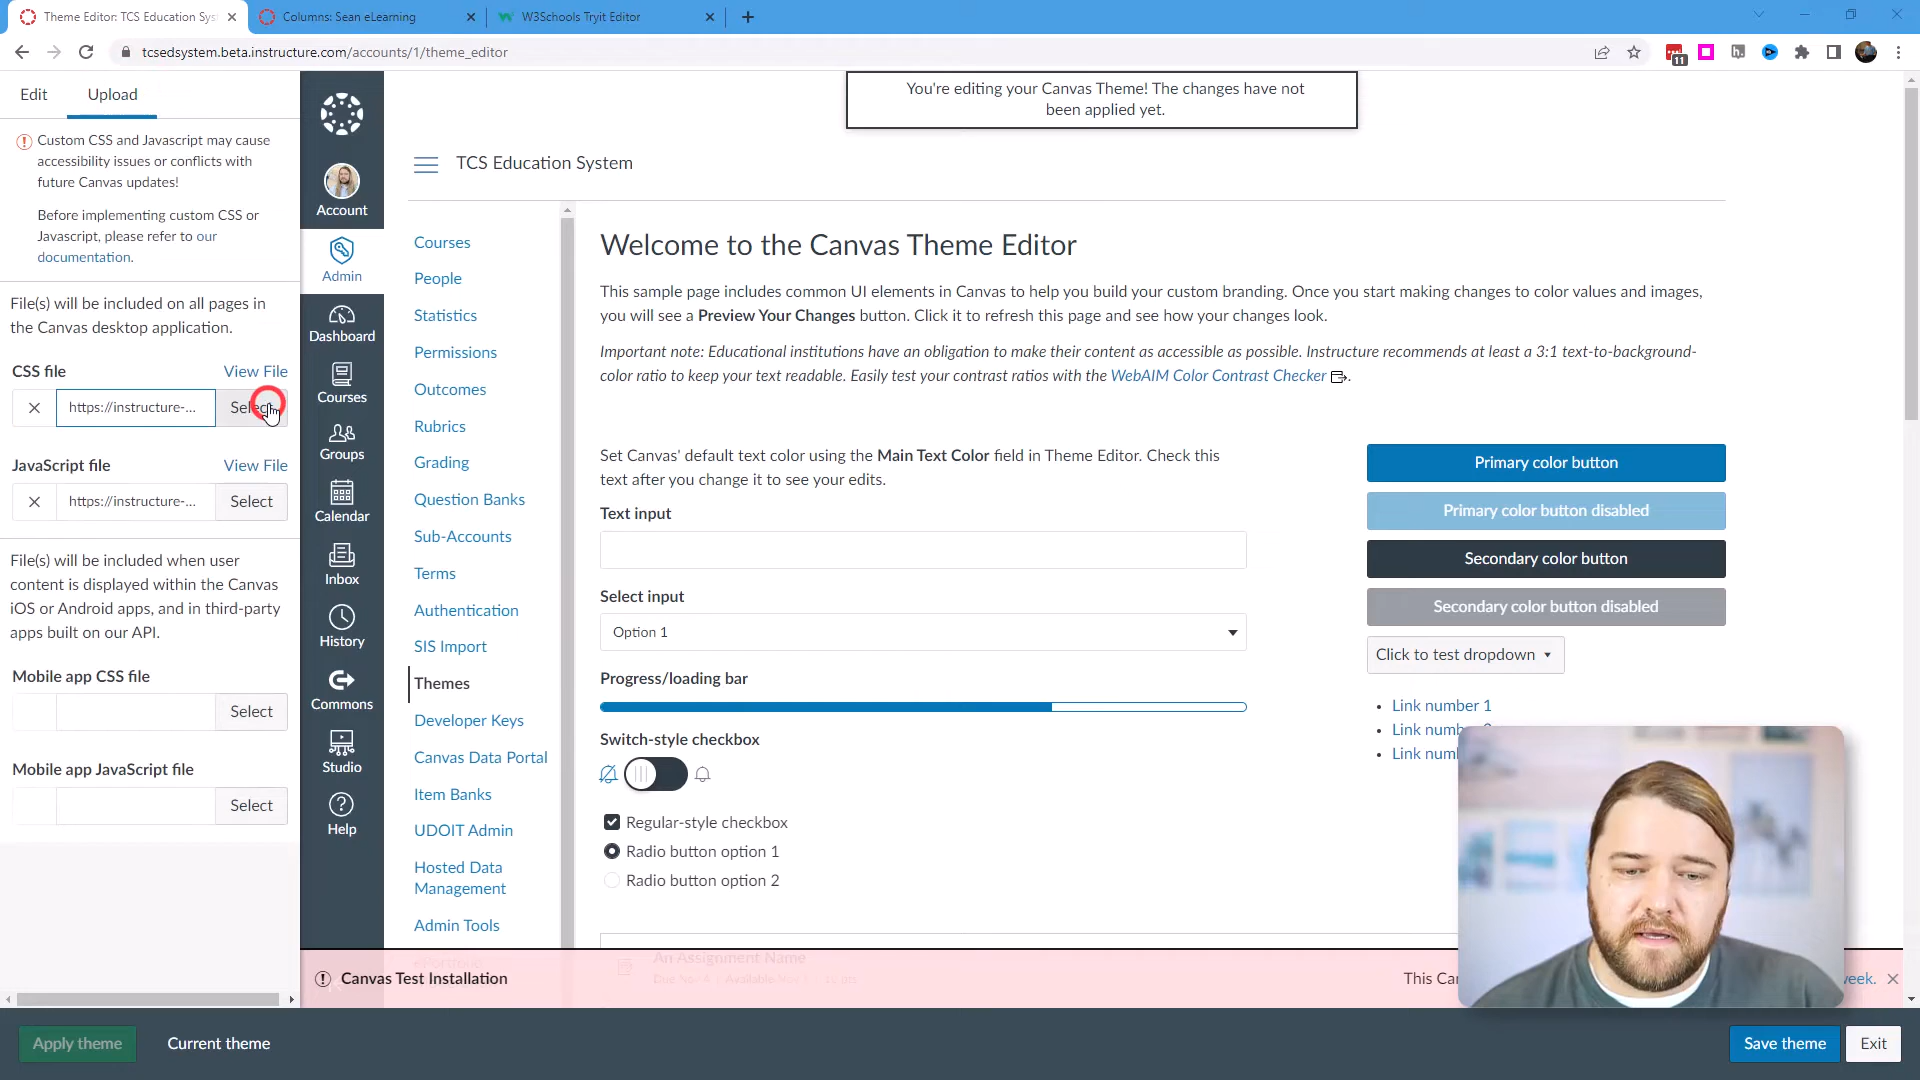 Theme Editor: TCS Education Sys
Columns: Sean eLearning
W3Schools Tryit Editor
tcsedsystem.beta.instructure.com/accounts/1/theme_editor
11
Edit
Upload
Custom CSS and Javascript may cause
accessibility issues or conflicts with
future Canvas updates!
Before implementing custom CSS or
Javascript, please refer to our
documentation.
File(s) will be included on all pages in
the Canvas desktop application.
CSS file
View File
https://instructure-...
Select
JavaScript file
View File
https://instructure-...
Select
File(s) will be included when user
content is displayed within the Canvas
iOS or Android apps, and in third-party
apps built on our API.
Mobile app CSS file
Select
Mobile app JavaScript file
Select
Account
Admin
Dashboard
Courses
Groups
Calendar
Inbox
History
Commons
Studio
Help
You're editing your Canvas Theme! The changes have not
been applied yet.
TCS Education System
Courses
People
Statistics
Permissions
Outcomes
Rubrics
Grading
Question Banks
Sub-Accounts
Terms
Authentication
SIS Import
Themes
Developer Keys
Canvas Data Portal
Item Banks
UDOIT Admin
Hosted Data
Management
Admin Tools
Welcome to the Canvas Theme Editor
This sample page includes common UI elements in Canvas to help you build your custom branding. Once you start making changes to color values and images,
you will see a Preview Your Changes button. Click it to refresh this page and see how your changes look.
Important note: Educational institutions have an obligation to make their content as accessible as possible. Instructure recommends at least a 3:1 text-to-background-
color ratio to keep your text readable. Easily test your contrast ratios with the WebAIM Color Contrast Checker.
Set Canvas' default text color using the Main Text Color field in Theme Editor. Check this
text after you change it to see your edits.
Text input
Select input
Option 1
Progress/loading bar
Switch-style checkbox
Regular-style checkbox
Radio button option 1
Radio button option 2
Primary color button
Primary color button disabled
Secondary color button
Secondary color button disabled
Click to test dropdown
Link number 1
Link
Link
An Assignment Name
Canvas Test Installation
This
week.
Apply theme
Current theme
Save theme
Exit